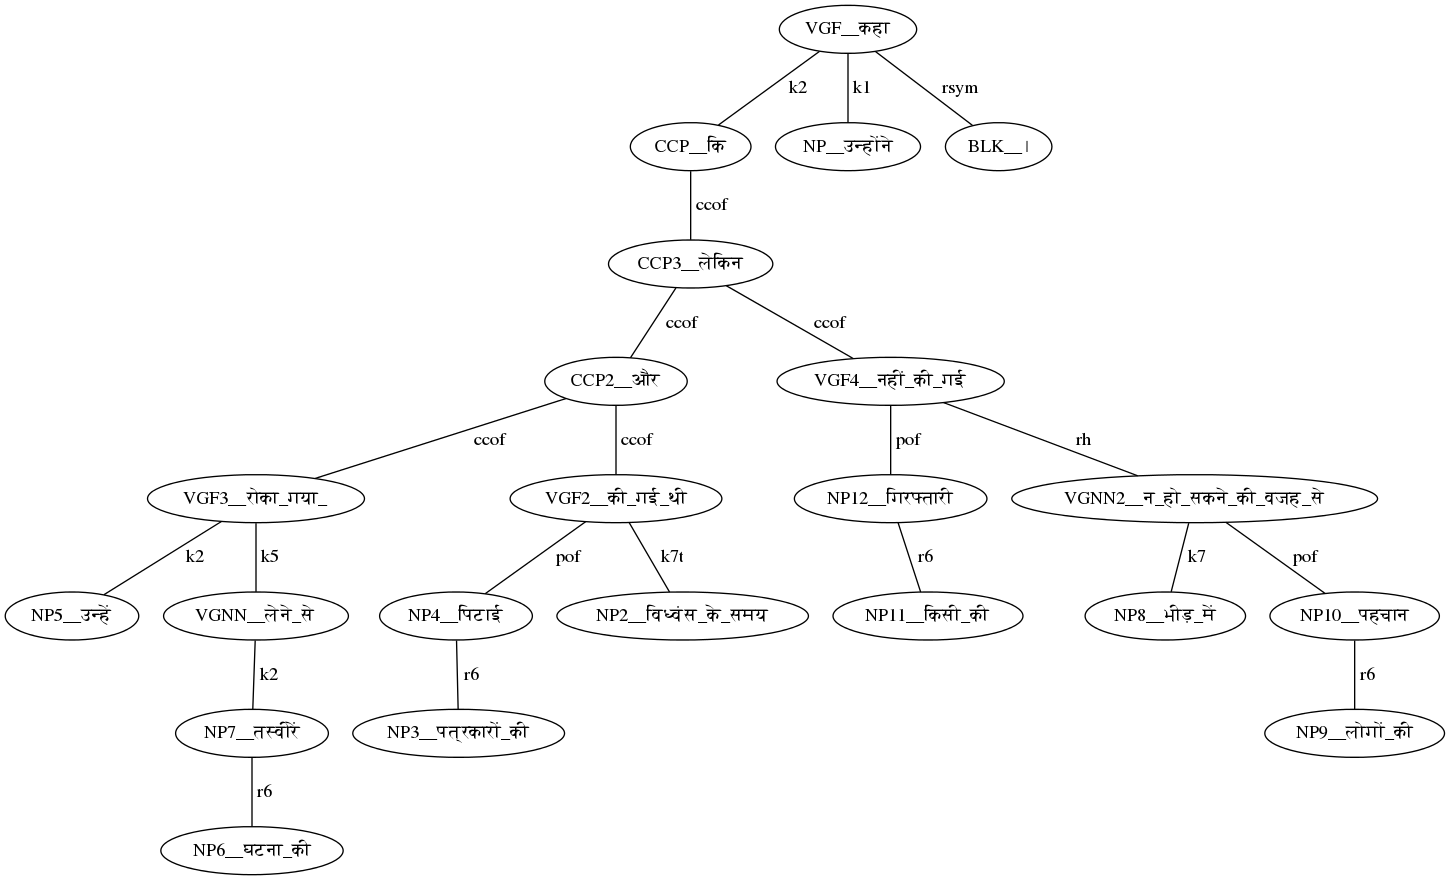 VGF__कहा
k2 k1 rsym
CCP__कि NP__उन्होंने BLK__।
ccof
CCP3__लेकिन
ccof ccof
CCP2__और VGF4__नहीं_की_गई
ccof ccof pof rh
VGF3__रोका_गया_ VGF2__की_गई_थी NP12__गिरफ्तारी VGNN2__न_हो_सकने_की_वजह_से
k2 k5 pof k7t r6 k7 pof
NP5__उन्हें VGNN__लेने_से NP4__पिटाई NP2__विध्वंस_के_समय NP11__किसी_की NP8__भीड़_में NP10__पहचान
k2 r6 r6
NP7__तस्वीरें NP3__पत्रकारों_की NP9__लोगों_की
r6
NP6__घटना_की